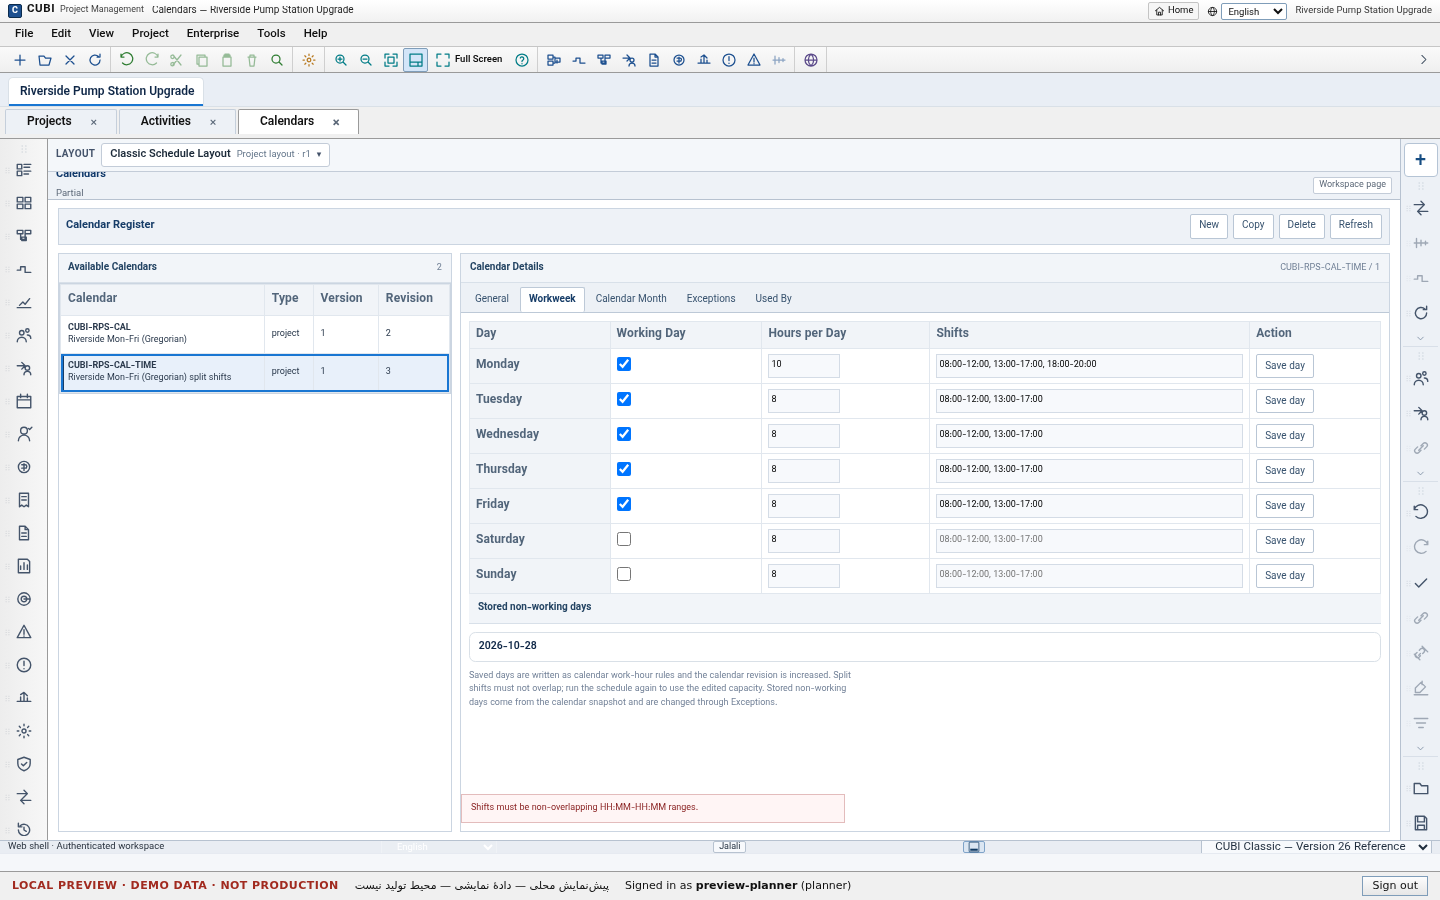 C CUBI Project Management Calendars — Riverside Pump Station Upgrade Home English Riverside Pump Station Upgrade
File Edit View Project Enterprise Tools Help
Full Screen
Riverside Pump Station Upgrade
Projects × Activities × Calendars ×
LAYOUT Classic Schedule Layout Project layout · r1
Calendars
Partial Workspace page
Calendar Register New Copy Delete Refresh
Available Calendars 2
Calendar Type Version Revision
CUBI-RPS-CAL
Riverside Mon-Fri (Gregorian) project 1 2
CUBI-RPS-CAL-TIME
Riverside Mon-Fri (Gregorian) split shifts project 1 3
Calendar Details CUBI-RPS-CAL-TIME / 1
General Workweek Calendar Month Exceptions Used By
Day Working Day Hours per Day Shifts Action
Monday 10 08:00-12:00, 13:00-17:00, 18:00-20:00 Save day
Tuesday 8 08:00-12:00, 13:00-17:00 Save day
Wednesday 8 08:00-12:00, 13:00-17:00 Save day
Thursday 8 08:00-12:00, 13:00-17:00 Save day
Friday 8 08:00-12:00, 13:00-17:00 Save day
Saturday 8 08:00-12:00, 13:00-17:00 Save day
Sunday 8 08:00-12:00, 13:00-17:00 Save day
Stored non-working days
2026-10-28
Saved days are written as calendar work-hour rules and the calendar revision is increased. Split
shifts must not overlap; run the schedule again to use the edited capacity. Stored non-working
days come from the calendar snapshot and are changed through Exceptions.
Shifts must be non-overlapping HH:MM-HH:MM ranges.
Web shell · Authenticated workspace English Jalali CUBI Classic — Version 26 Reference
LOCAL PREVIEW · DEMO DATA · NOT PRODUCTION پیش‌نمایش محلی — دادهٔ نمایشی — محیط تولید نیست Signed in as preview-planner (planner) Sign out